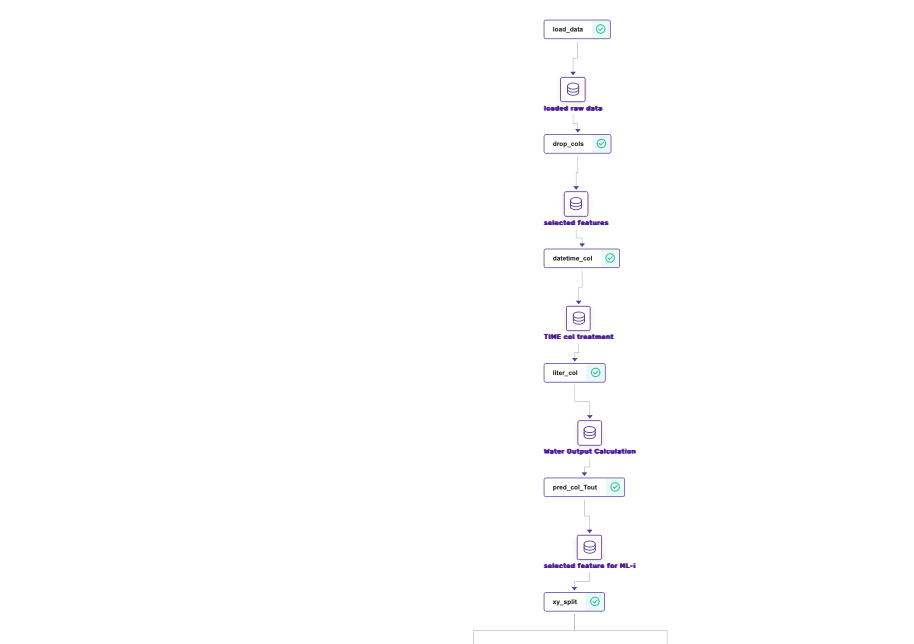 load_data
loaded raw data
drop_cols
selected features
datetime_col
TIME col treatment
liter_col
Water Output Calculation
pred_col_Tout
selected feature for ML-i
xy_split